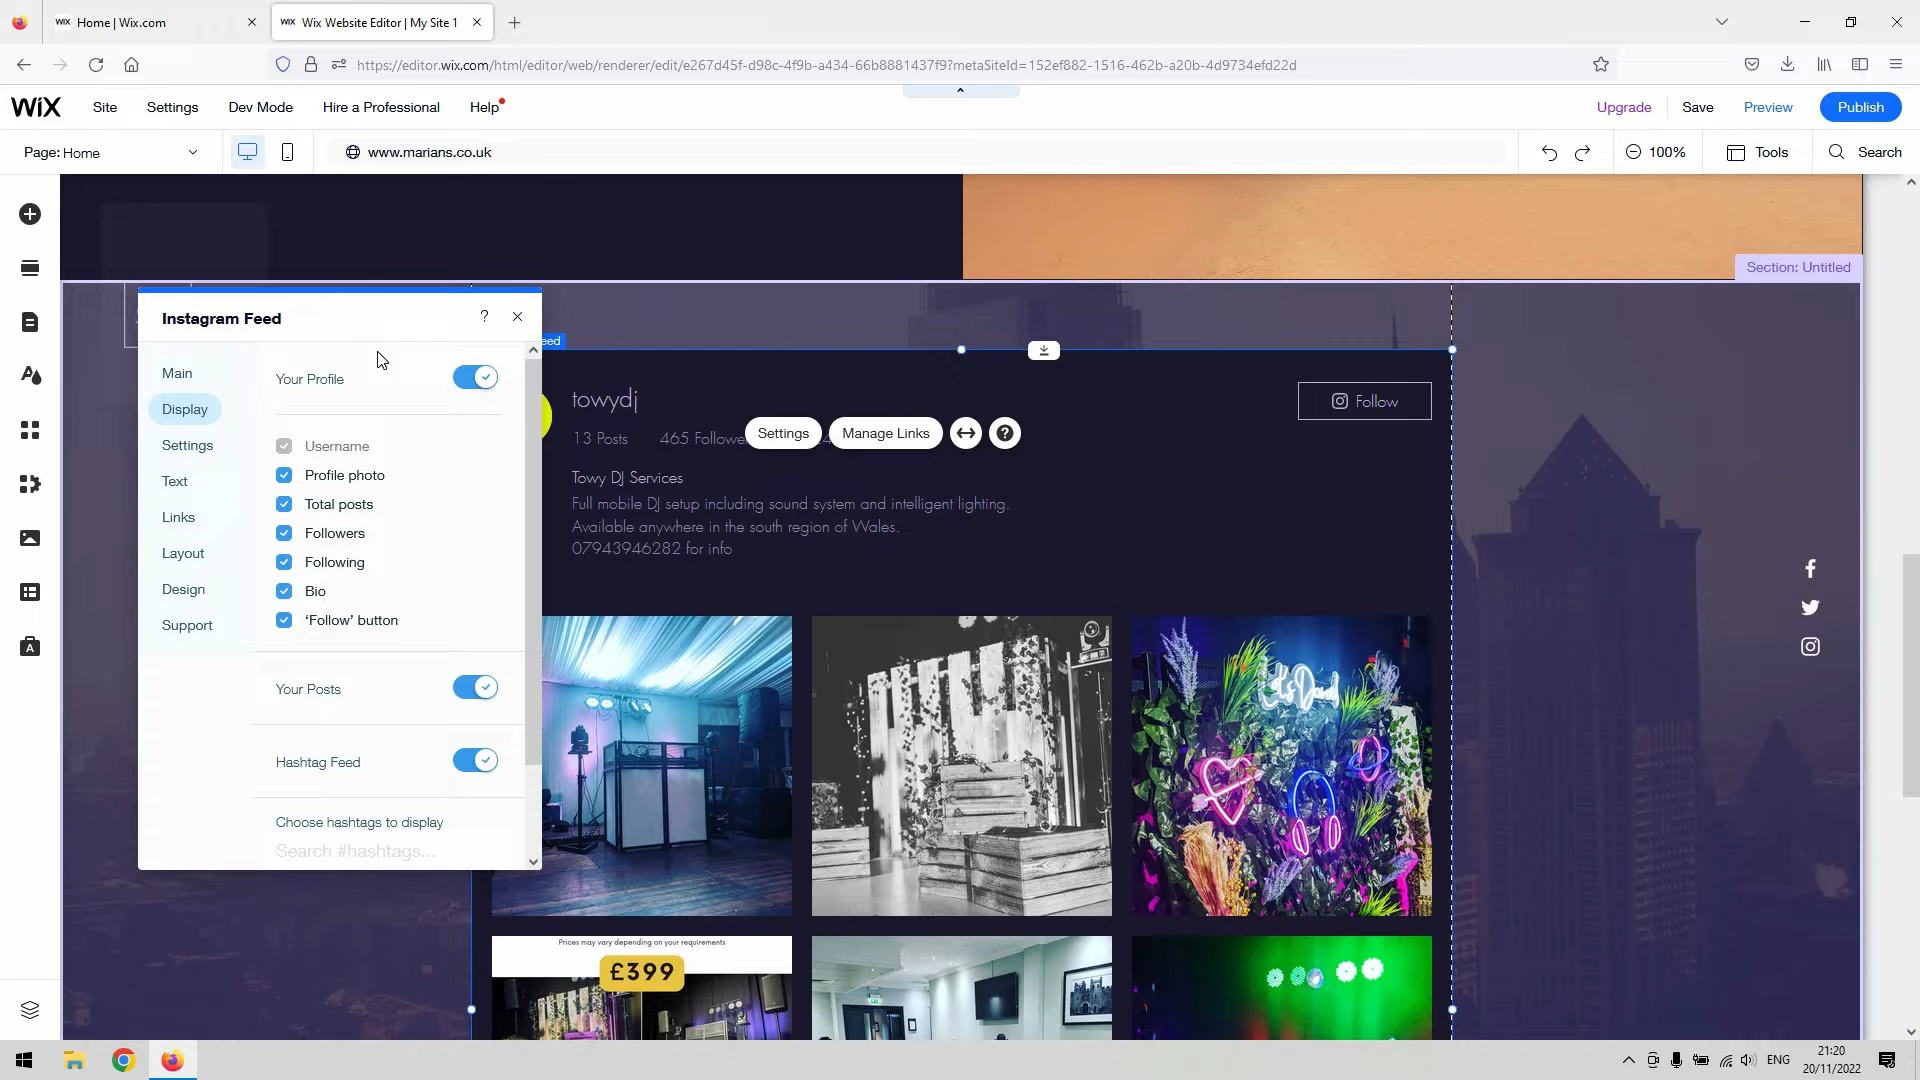 WIX Home | Wix.com
WIX Wix Website Editor | My Site 1
https://editor.wix.com/html/editor/web/renderer/edit/e267d45f-d98c-4f9b-a434-66b8881437f9?metaSiteId=152ef882-1516-462b-a20b-4d9734efd22d
WIX Site Settings Dev Mode Hire a Professional Help Upgrade Save Preview Publish
Page: Home www.marians.co.uk 100% Tools Search
Section: Untitled
Instagram Feed ?
eed
Main
Display
Settings
Text
Links
Layout
Design
Support
Your Profile
Username
Profile photo
Total posts
Followers
Following
Bio
‘Follow’ button
Your Posts
Hashtag Feed
Choose hashtags to display
Search #hashtags...
towydj
Follow
13 Posts 465 Followe
Settings Manage Links ?
Towy DJ Services
Full mobile DJ setup including sound system and intelligent lighting.
Available anywhere in the south region of Wales.
07943946282 for info
Let's Dance!
Prices may vary depending on your requirements
£399
ENG
21:20
20/11/2022